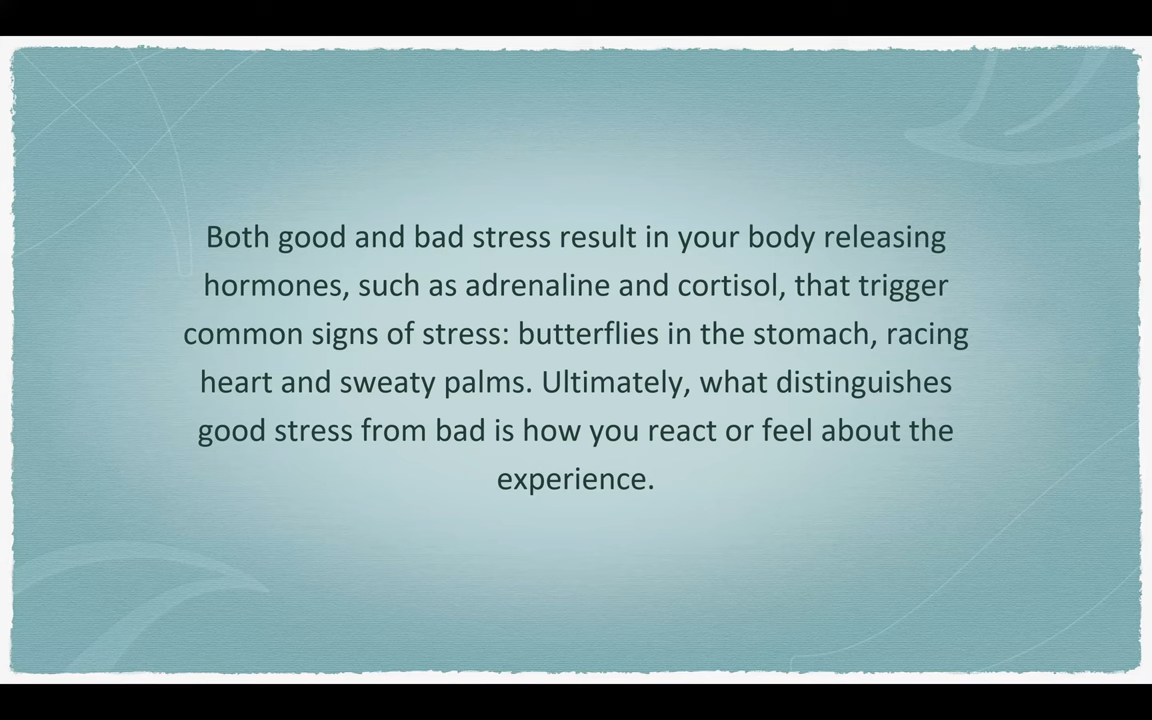 Both good and bad stress result in your body releasing
hormones, such as adrenaline and cortisol, that trigger
common signs of stress: butterflies in the stomach, racing
heart and sweaty palms. Ultimately, what distinguishes
good stress from bad is how you react or feel about the
experience.